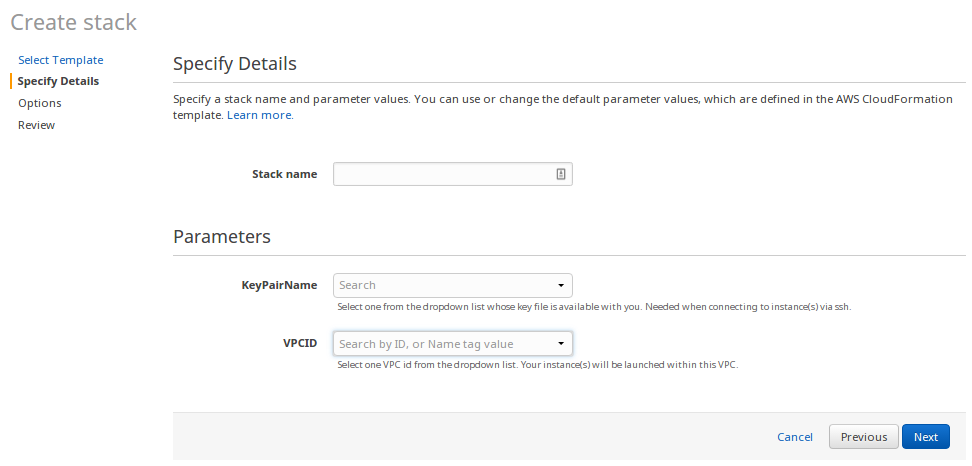 Create stack
Select Template
Specify Details
Options
Review
Specify Details
Specify a stack name and parameter values. You can use or change the default parameter values, which are defined in the AWS CloudFormation
template. Learn more.
Stack name
Parameters
KeyPairName
Search
Select one from the dropdown list whose key file is available with you. Needed when connecting to instance(s) via ssh.
VPCID
Search by ID, or Name tag value
Select one VPC id from the dropdown list. Your instance(s) will be launched within this VPC.
Cancel
Previous
Next